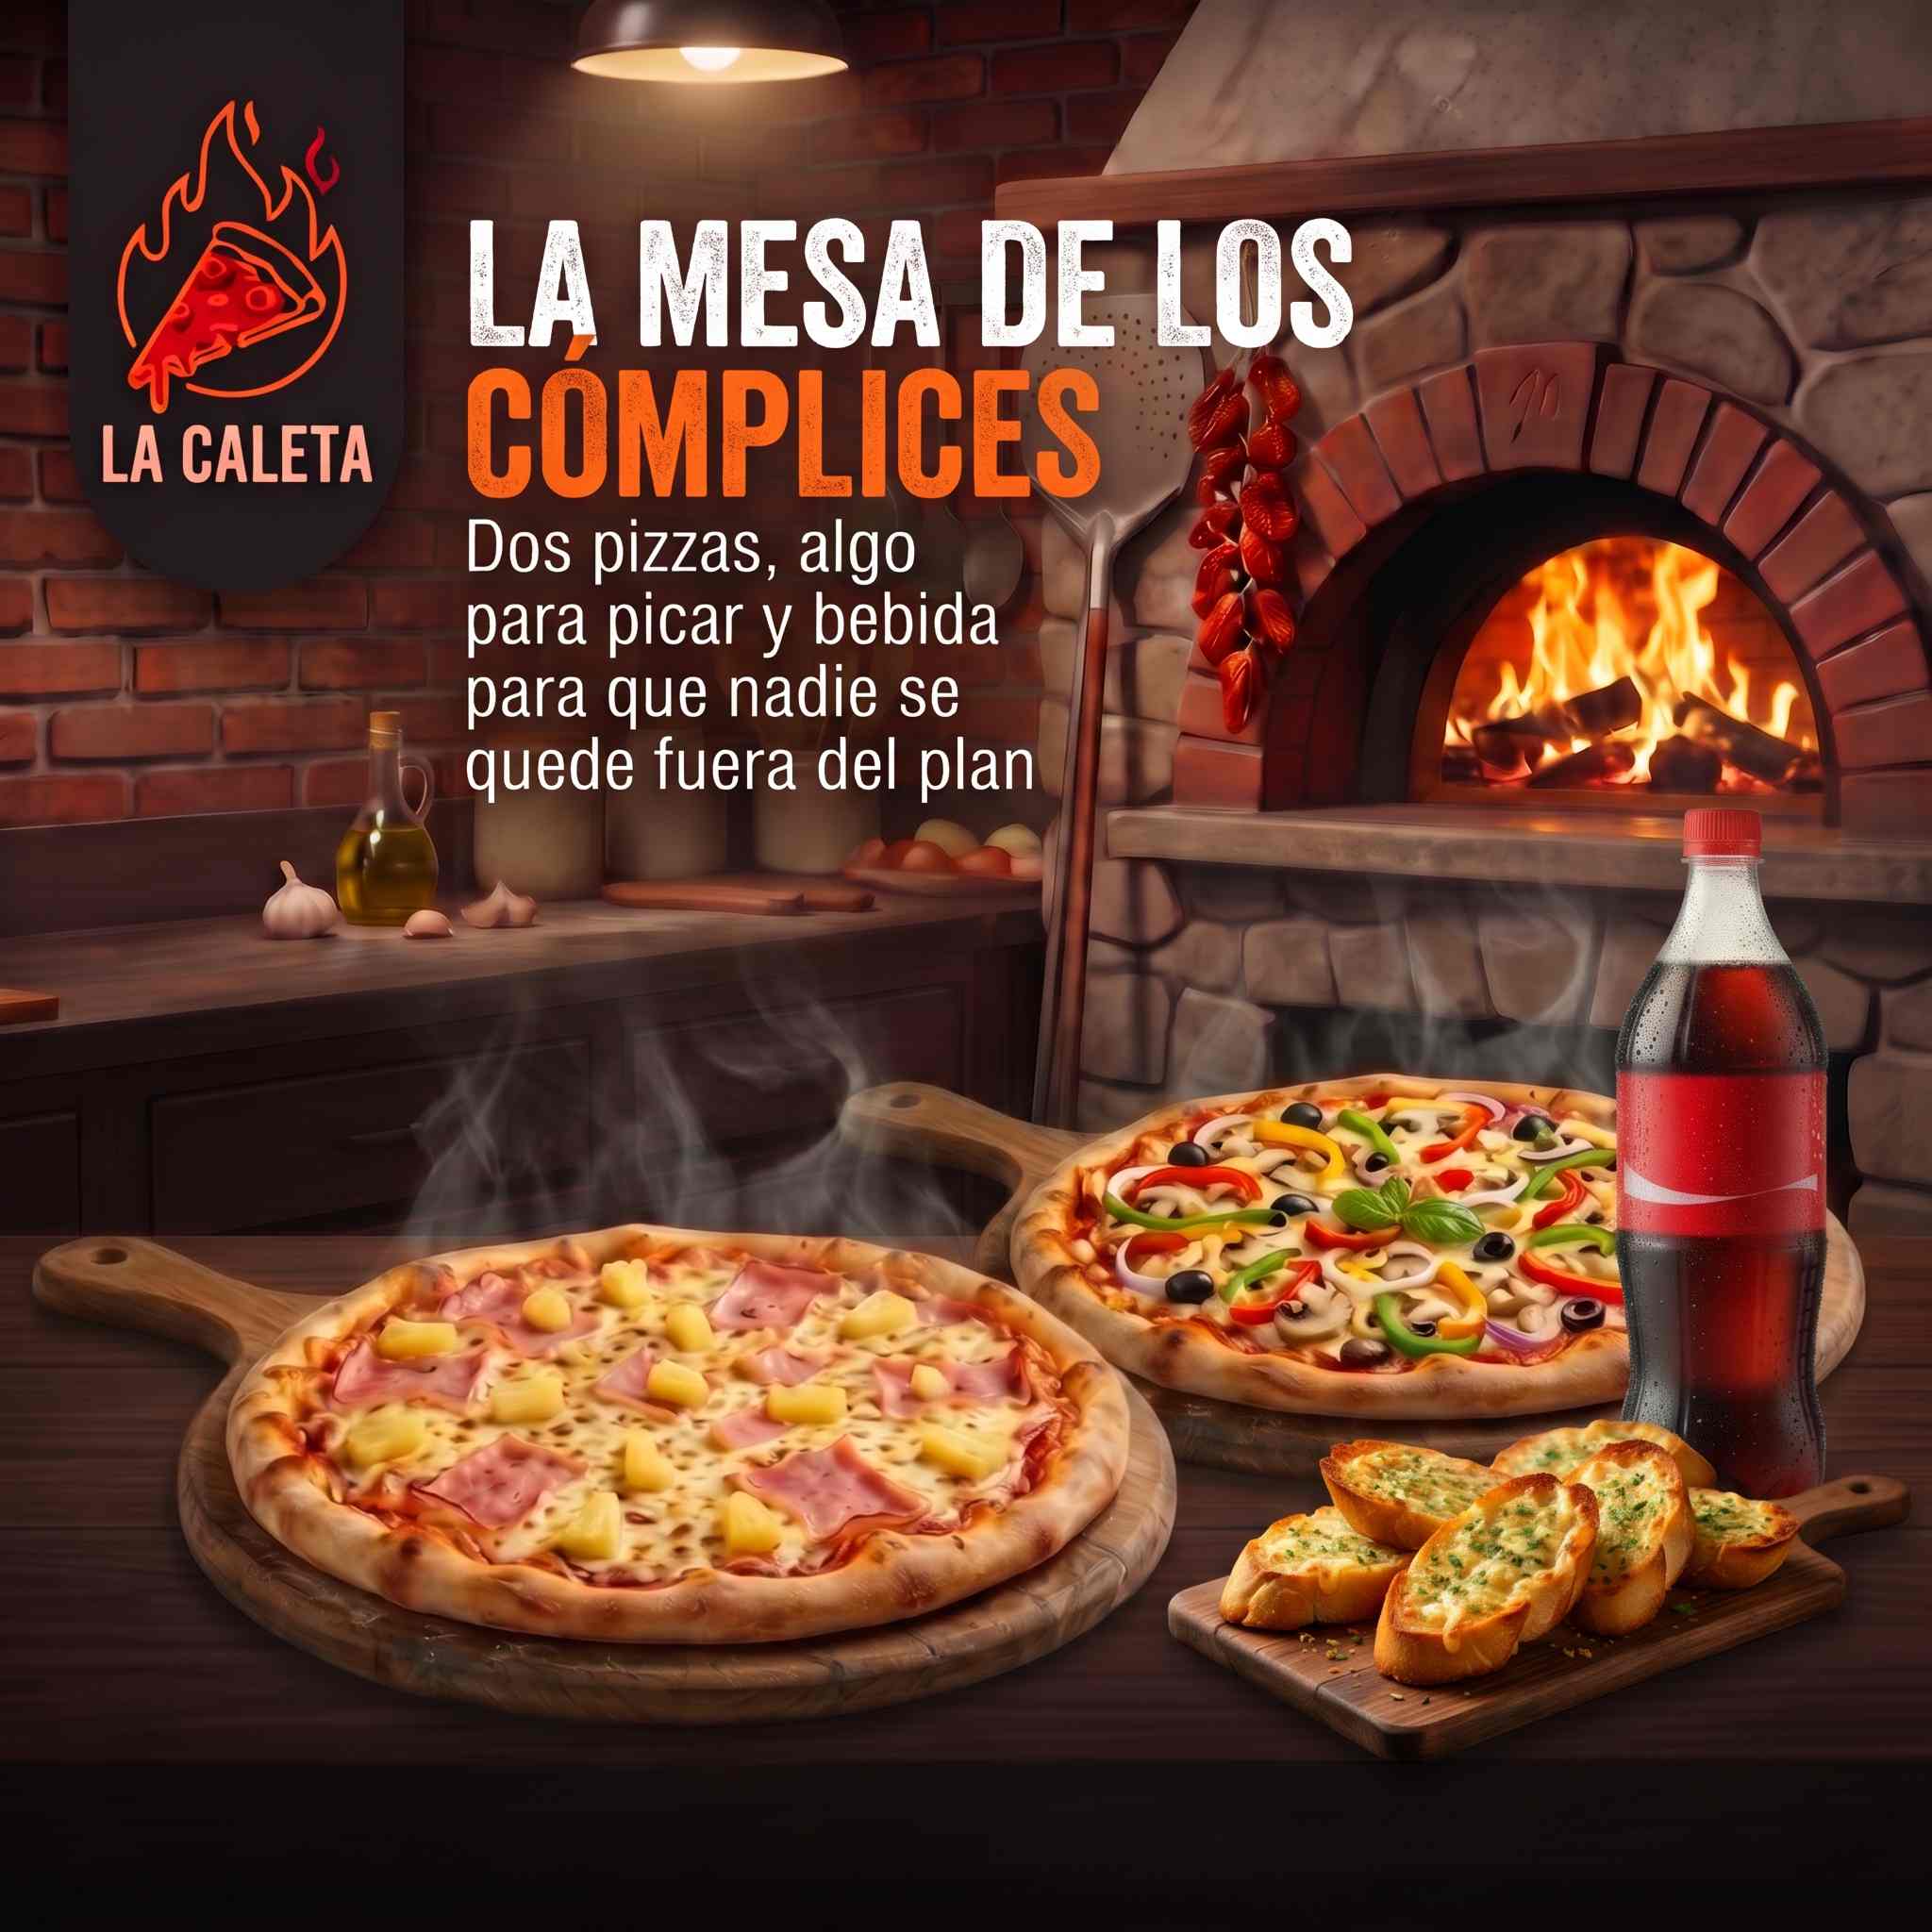 LA CALETA
LA MESA DE LOS
CÓMPLICES
Dos pizzas, algo
para picar y bebida
para que nadie se
quede fuera del plan